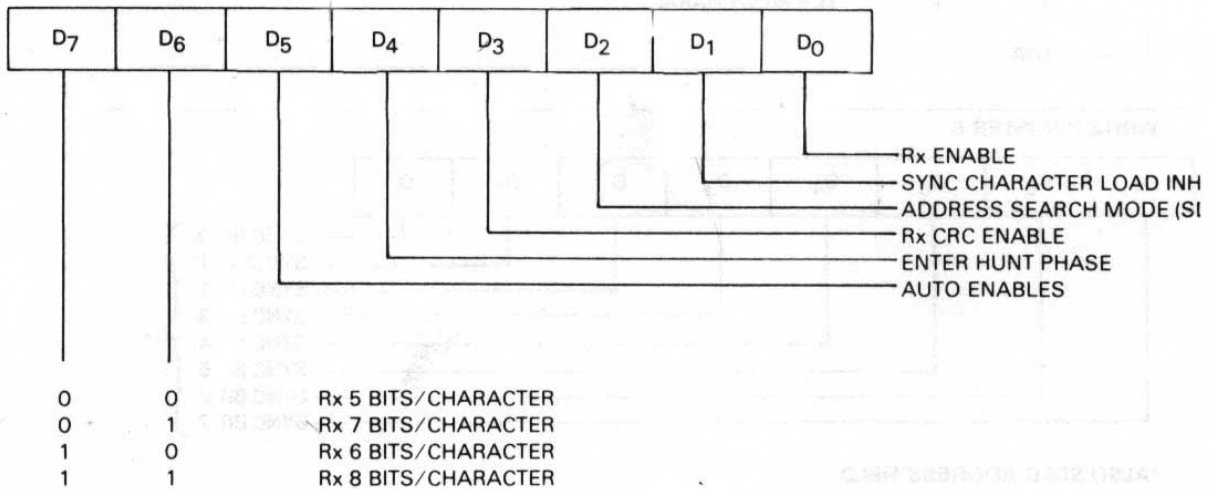 D7 D6 D5 D4 D3 D2 D1 D0
Rx ENABLE
SYNC CHARACTER LOAD INH
ADDRESS SEARCH MODE (SI
Rx CRC ENABLE
ENTER HUNT PHASE
AUTO ENABLES
0 0 Rx 5 BITS/CHARACTER
0 1 Rx 7 BITS/CHARACTER
1 0 Rx 6 BITS/CHARACTER
1 1 Rx 8 BITS/CHARACTER